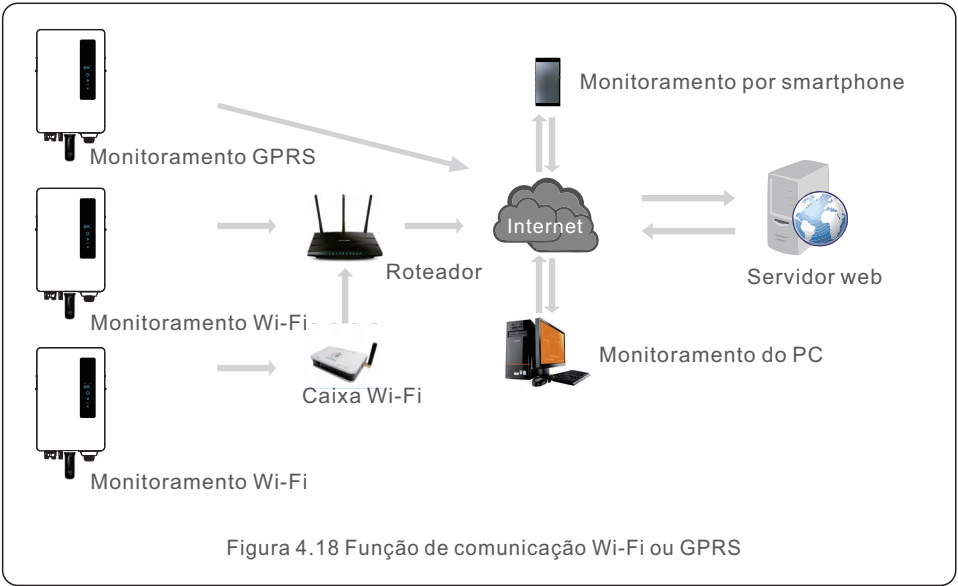 Monitoramento por smartphone
Monitoramento GPRS
Internet
Roteador
Servidor web
Monitoramento Wi-Fi
Monitoramento do PC
Caixa Wi-Fi
Monitoramento Wi-Fi
Figura 4.18 Função de comunicação Wi-Fi ou GPRS